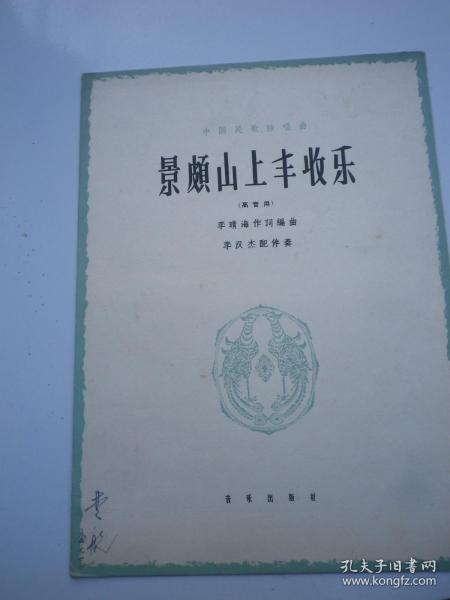 中国民歌独唱曲
景颇山上丰收乐
(高音用)
李晴海作詞編曲
李汉杰配伴奏
音乐出版社
孔夫子旧书网
www.kongfz.com